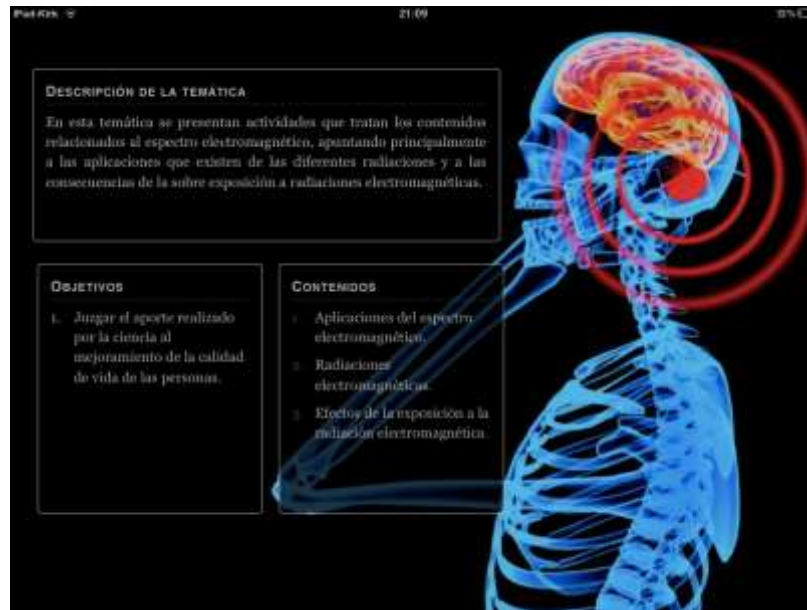 iPad-Kirk
21:09
DESCRIPCIÓN DE LA TEMÁTICA
En esta temática se presentan actividades que tratan los contenidos
relacionados al espectro electromagnético, apuntando principalmente
a las aplicaciones que existen de las diferentes radiaciones y a las
consecuencias de la sobre exposición a radiaciones electromagnéticas.
OBJETIVOS
1. Juzgar el aporte realizado
por la ciencia al
mejoramiento de la calidad
de vida de las personas.
CONTENIDOS
1. Aplicaciones del espectro
electromagnético.
2. Radiaciones
electromagnéticas.
3. Efectos de la exposición a la
radiación electromagnética.